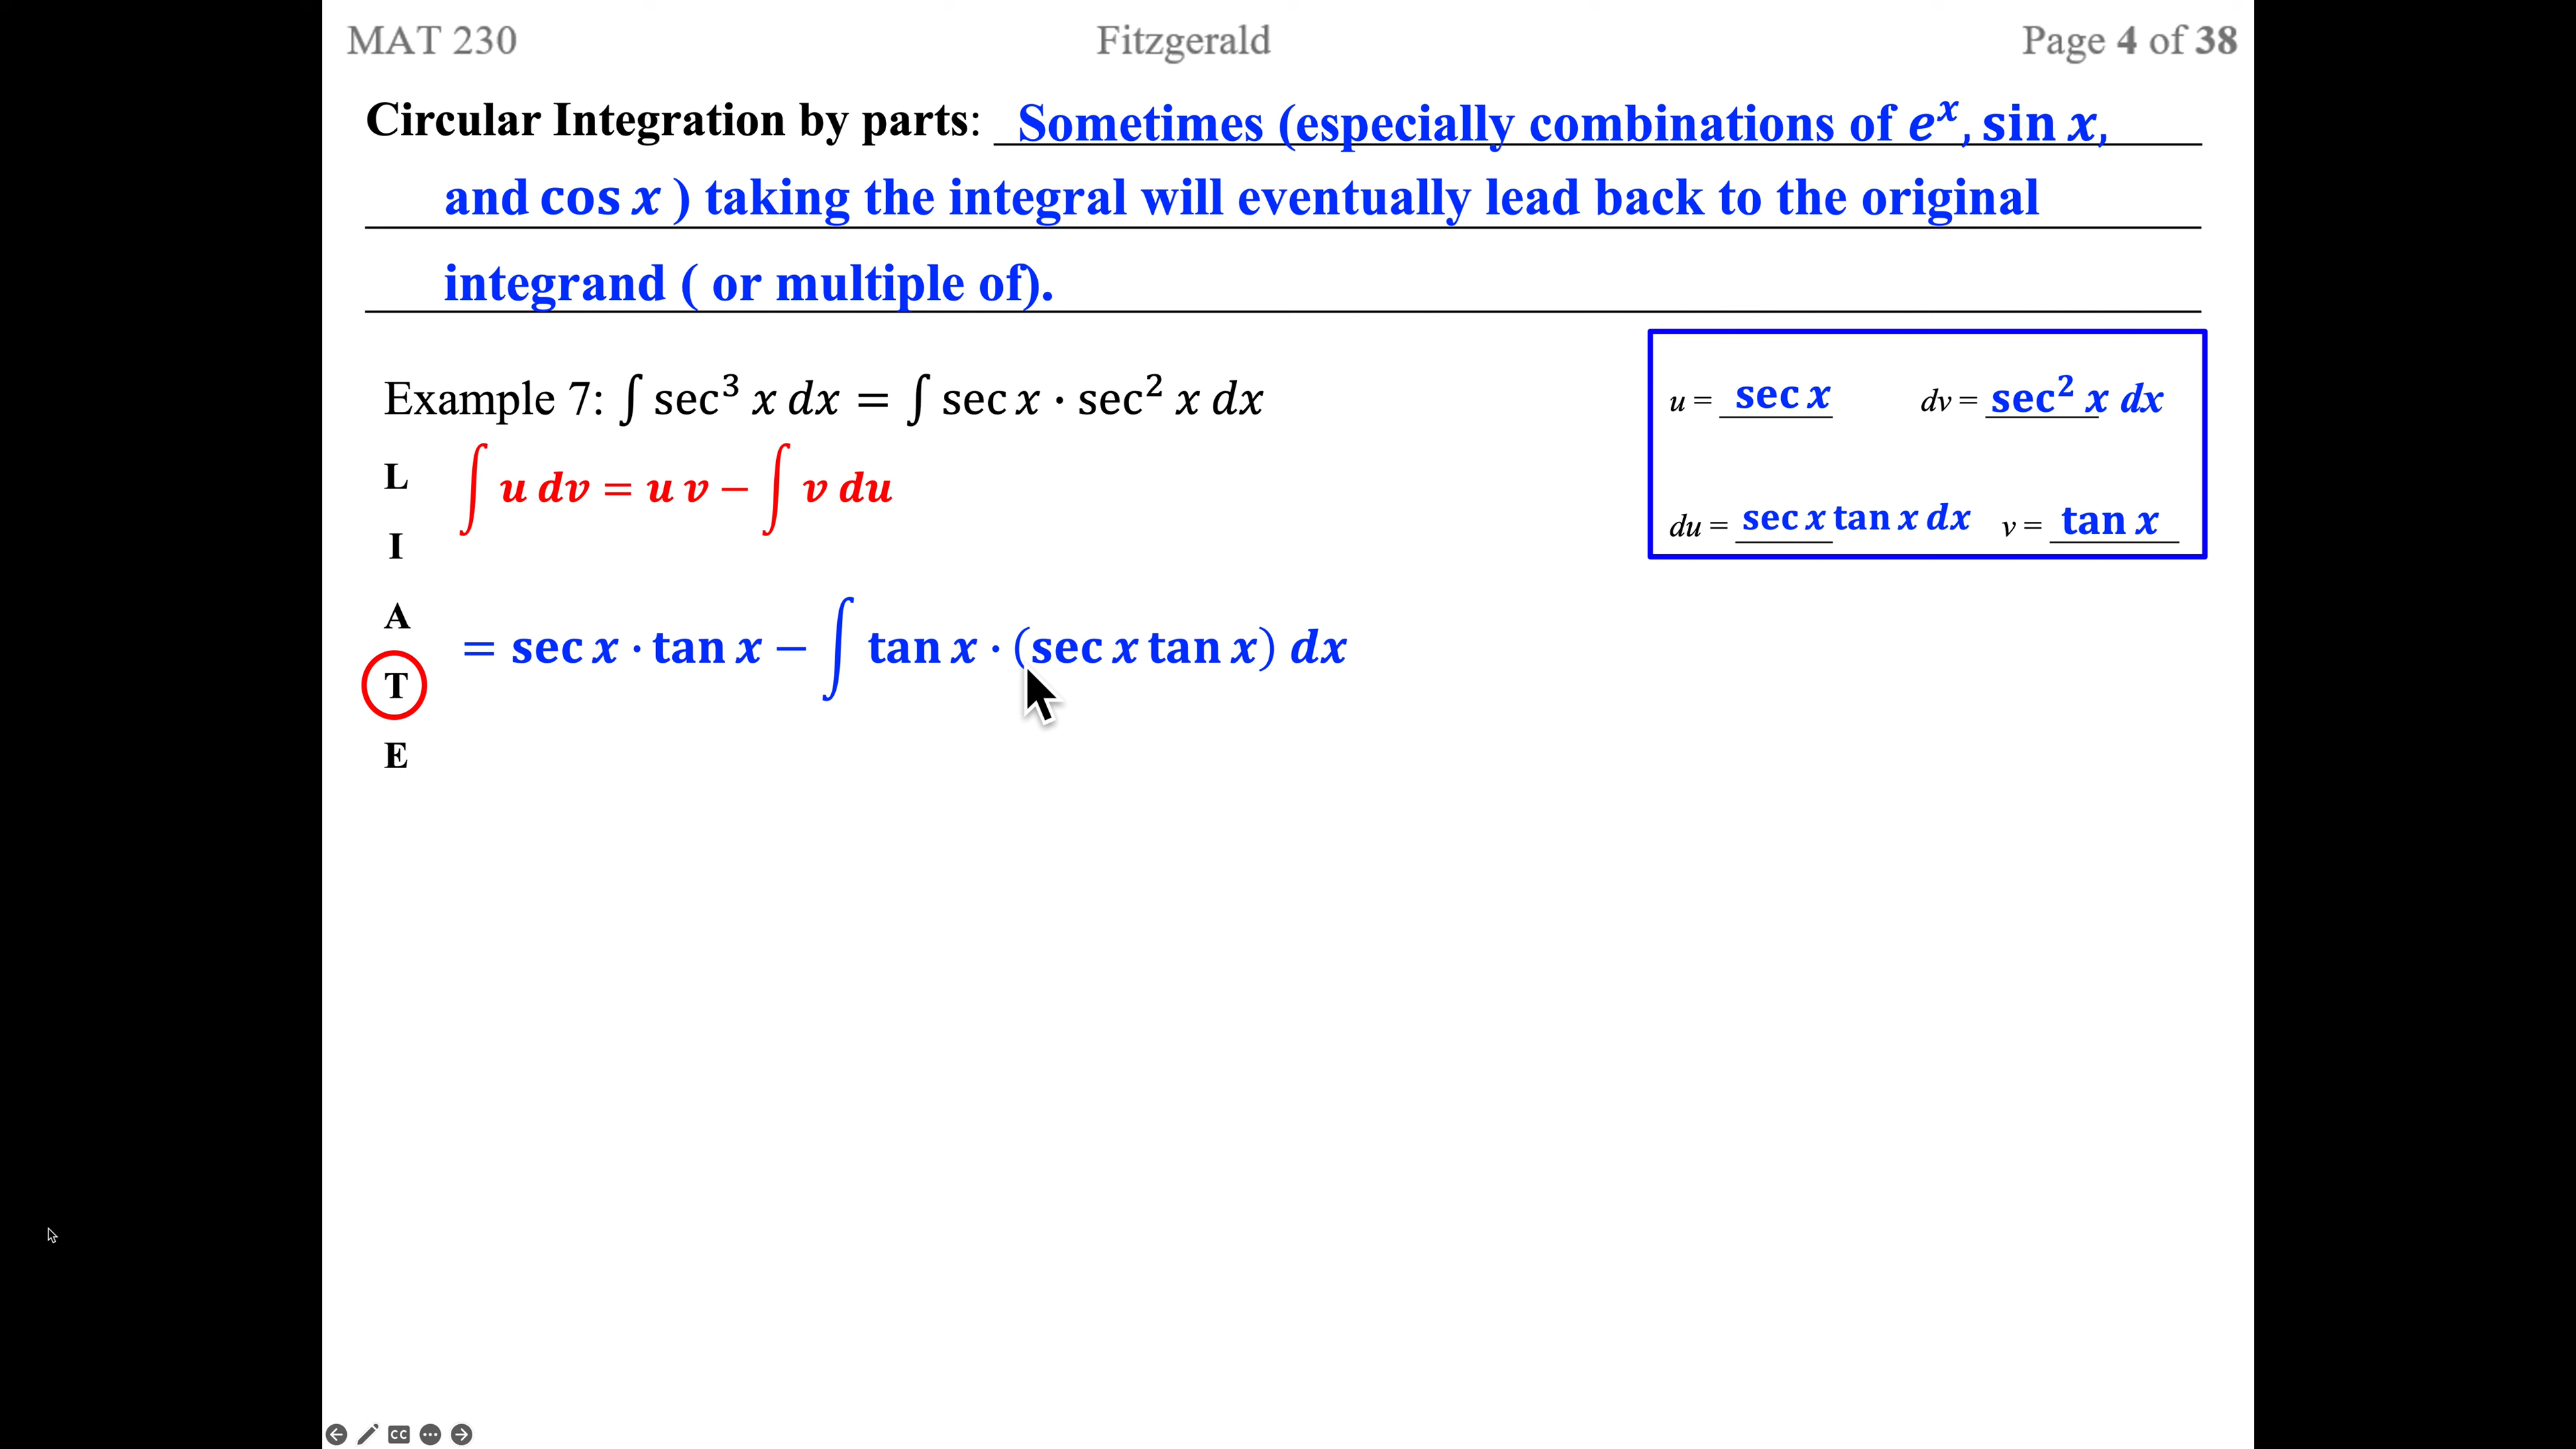 MAT 230 Fitzgerald Page 4 of 38
Circular Integration by parts: Sometimes (especially combinations of eˣ, sin x,
and cos x ) taking the integral will eventually lead back to the original
integrand ( or multiple of).
Example 7: ∫ sec³ x dx = ∫ sec x · sec² x dx
u = sec x dv = sec² x dx
du = sec x tan x dx v = tan x
L
∫ u dv = u v − ∫ v du
I
A
= sec x · tan x − ∫ tan x · (sec x tan x) dx
T
E
CC